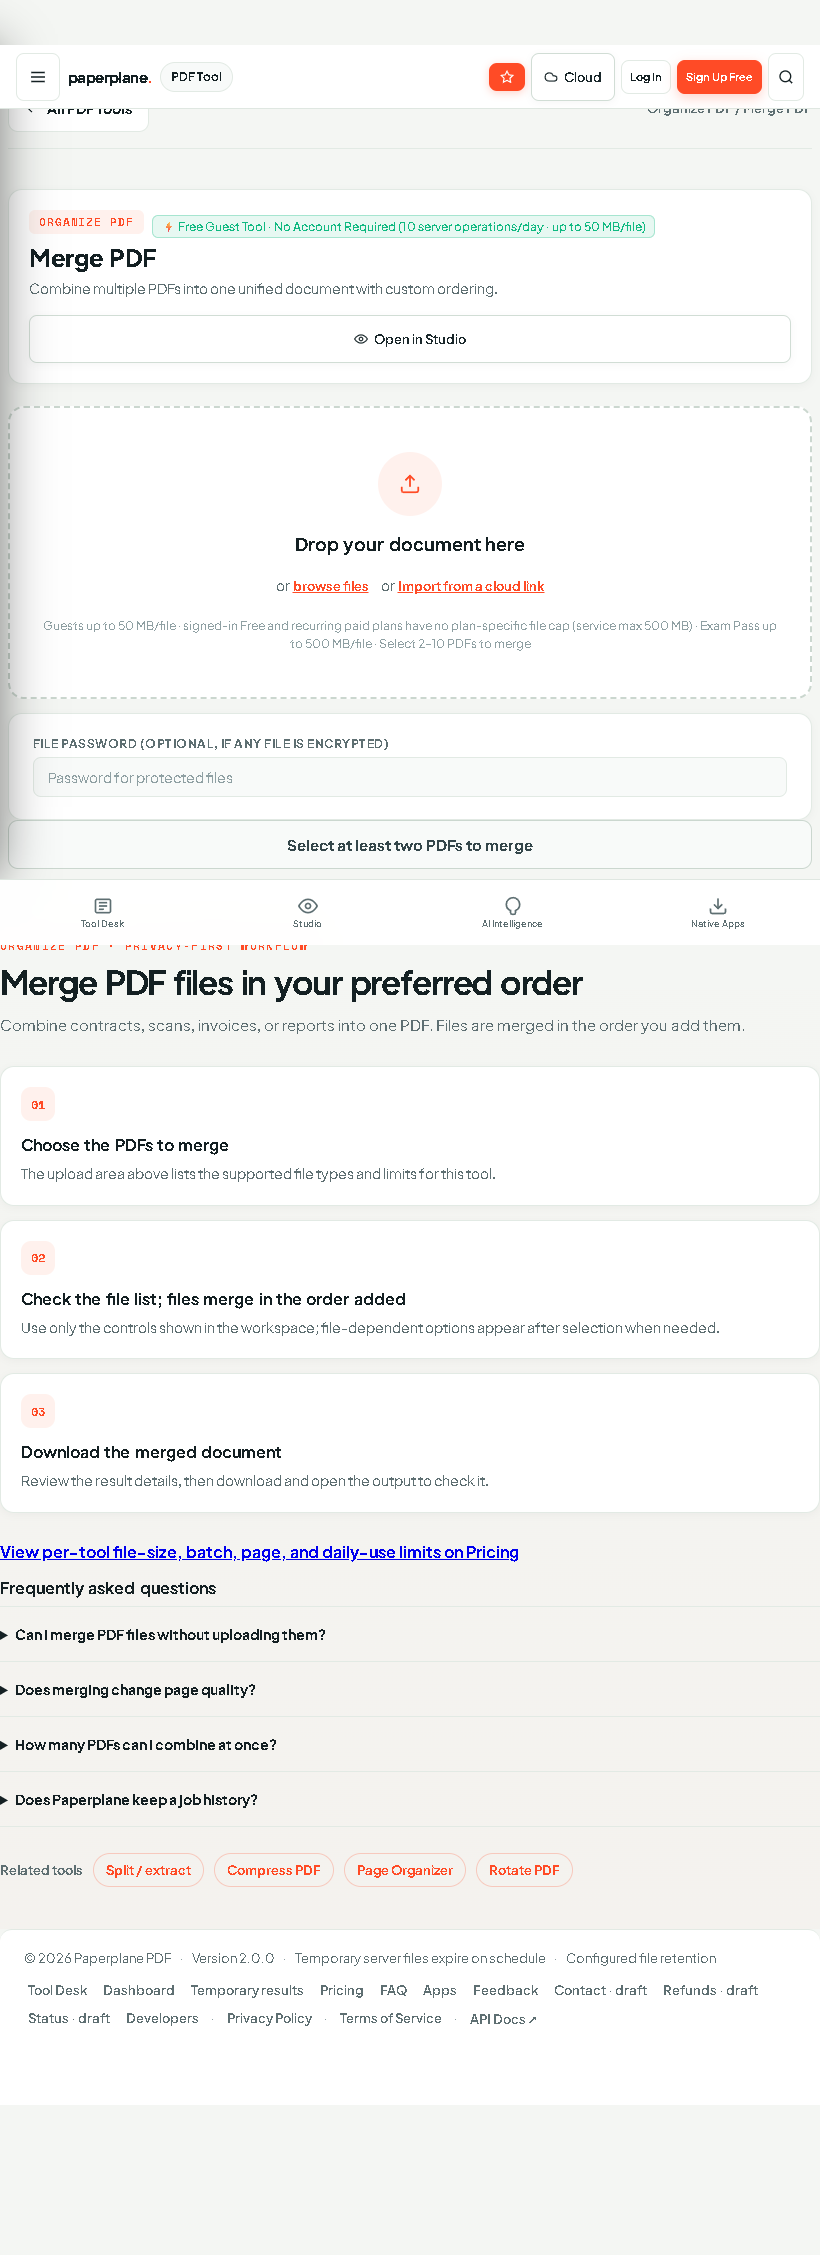 paperplane.
PDF Tool
Cloud
Log In
Sign Up Free
All PDF Tools
Organize PDF / Merge PDF
ORGANIZE PDF
Free Guest Tool · No Account Required (10 server operations/day · up to 50 MB/file)
Merge PDF
Combine multiple PDFs into one unified document with custom ordering.
Open in Studio
Drop your document here
or browse files or Import from a cloud link
Guests up to 50 MB/file · signed-in Free and recurring paid plans have no plan-specific file cap (service max 500 MB) · Exam Pass up
to 500 MB/file · Select 2-10 PDFs to merge
FILE PASSWORD (OPTIONAL, IF ANY FILE IS ENCRYPTED)
Password for protected files
Select at least two PDFs to merge
Tool Desk
Studio
AI Intelligence
Native Apps
ORGANIZE PDF · PRIVACY-FIRST WORKFLOW
Merge PDF files in your preferred order
Combine contracts, scans, invoices, or reports into one PDF. Files are merged in the order you add them.
01
Choose the PDFs to merge
The upload area above lists the supported file types and limits for this tool.
02
Check the file list; files merge in the order added
Use only the controls shown in the workspace; file-dependent options appear after selection when needed.
03
Download the merged document
Review the result details, then download and open the output to check it.
View per-tool file-size, batch, page, and daily-use limits on Pricing
Frequently asked questions
Can I merge PDF files without uploading them?
Does merging change page quality?
How many PDFs can I combine at once?
Does Paperplane keep a job history?
Related tools
Split / extract
Compress PDF
Page Organizer
Rotate PDF
© 2026 Paperplane PDF · Version 2.0.0 · Temporary server files expire on schedule · Configured file retention
Tool Desk Dashboard Temporary results Pricing FAQ Apps Feedback Contact · draft Refunds · draft
Status · draft Developers · Privacy Policy · Terms of Service · API Docs ↗